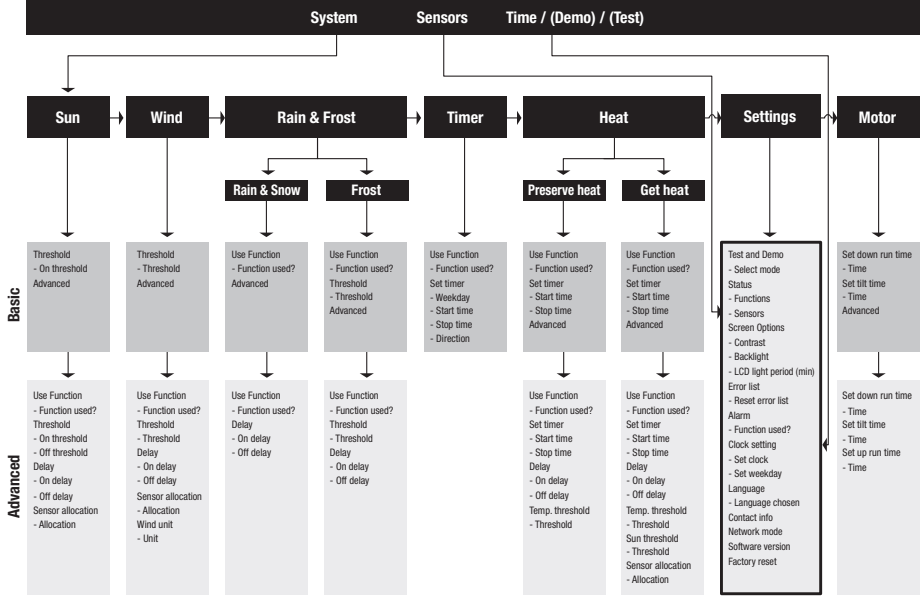 System Sensors Time / (Demo) / (Test)
Sun Wind Rain & Frost Timer Heat Settings Motor
Rain & Snow Frost Preserve heat Get heat
Basic
Threshold
- On threshold
Advanced
Threshold
- Threshold
Advanced
Use Function
- Function used?
Advanced
Use Function
- Function used?
Threshold
- Threshold
Advanced
Use Function
- Function used?
Set timer
- Weekday
- Start time
- Stop time
- Direction
Use Function
- Function used?
Set timer
- Start time
- Stop time
Advanced
Use Function
- Function used?
Set timer
- Start time
- Stop time
Advanced
Test and Demo
- Select mode
Status
- Functions
- Sensors
Screen Options
- Contrast
- Backlight
- LCD light period (min)
Error list
- Reset error list
Alarm
- Function used?
Clock setting
- Set clock
- Set weekday
Language
- Language chosen
Contact info
Network mode
Software version
Factory reset
Set down run time
- Time
Set tilt time
- Time
Advanced
Advanced
Use Function
- Function used?
Threshold
- On threshold
- Off threshold
Delay
- On delay
- Off delay
Sensor allocation
- Allocation
Use Function
- Function used?
Threshold
- Threshold
Delay
- On delay
- Off delay
Sensor allocation
- Allocation
Wind unit
- Unit
Use Function
- Function used?
Delay
- On delay
- Off delay
Use Function
- Function used?
Threshold
- Threshold
Delay
- On delay
- Off delay
Use Function
- Function used?
Set timer
- Start time
- Stop time
Delay
- On delay
- Off delay
Temp. threshold
- Threshold
Use Function
- Function used?
Set timer
- Start time
- Stop time
Delay
- On delay
- Off delay
Temp. threshold
- Threshold
Sun threshold
- Threshold
Sensor allocation
- Allocation
Set down run time
- Time
Set tilt time
- Time
Set up run time
- Time